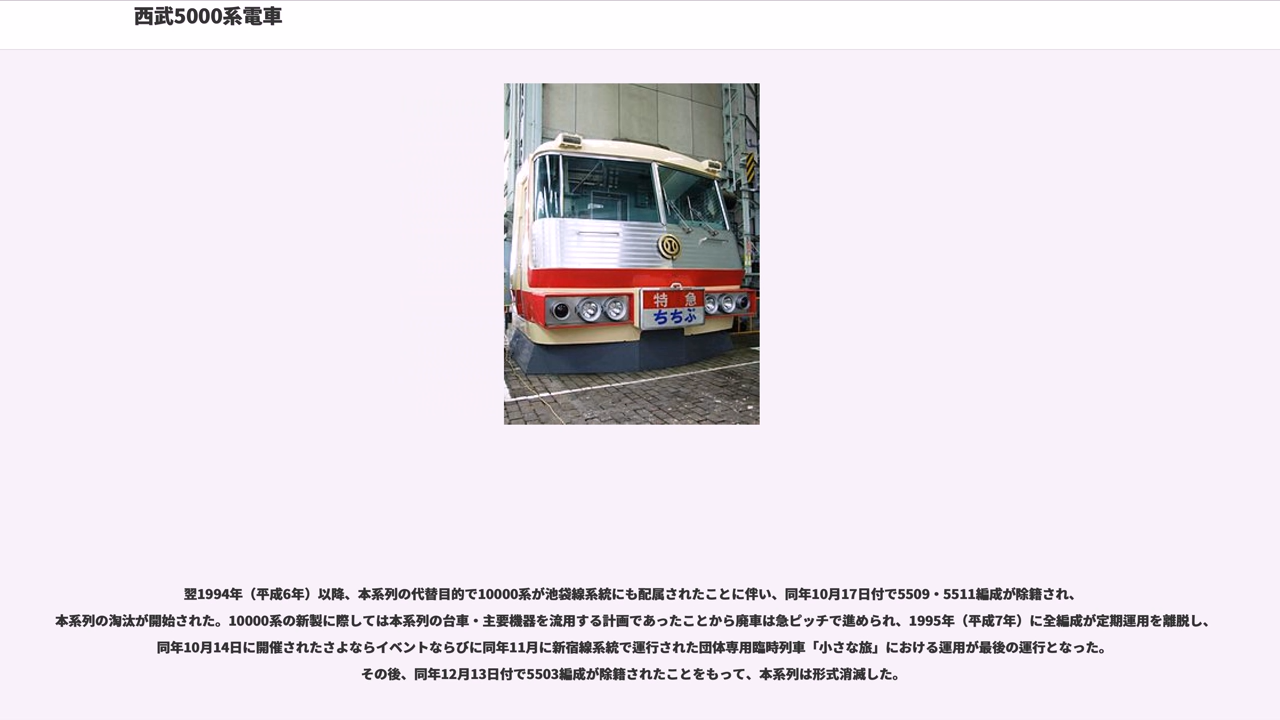 西武5000系電車
特急
ちちぶ
翌1994年（平成6年）以降、本系列の代替目的で10000系が池袋線系統にも配属されたことに伴い、同年10月17日付で5509・5511編成が除籍され、
本系列の淘汰が開始された。10000系の新製に際しては本系列の台車・主要機器を流用する計画であったことから廃車は急ピッチで進められ、1995年（平成7年）に全編成が定期運用を離脱し、
同年10月14日に開催されたさよならイベントならびに同年11月に新宿線系統で運行された団体専用臨時列車「小さな旅」における運用が最後の運行となった。
その後、同年12月13日付で5503編成が除籍されたことをもって、本系列は形式消滅した。